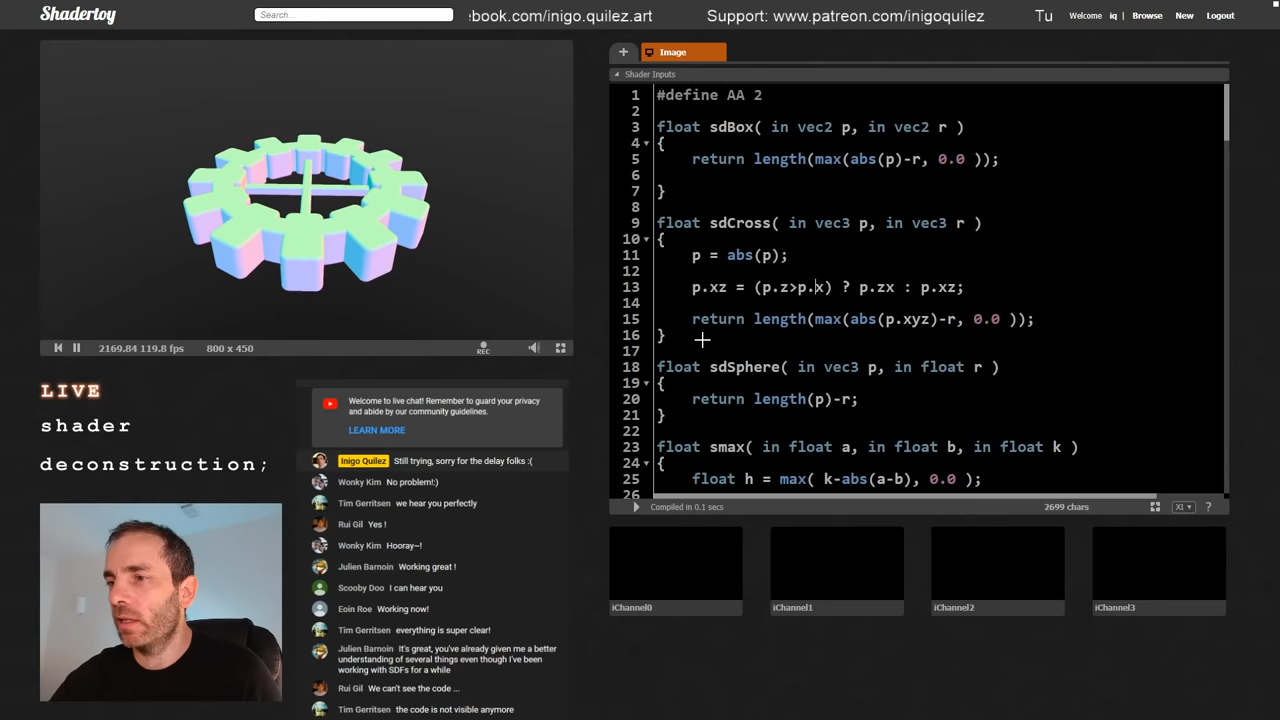 Shadertoy
Search...
ebook.com/inigo.quilez.art
Support: www.patreon.com/inigoquilez
Tu
Welcome iq | Browse New Logout
+ Image
Shader Inputs
1 #define AA 2
2
3 float sdBox( in vec2 p, in vec2 r )
4 {
5 return length(max(abs(p)-r, 0.0 ));
6
7 }
8
9 float sdCross( in vec3 p, in vec3 r )
10 {
11 p = abs(p);
12
13 p.xz = (p.z>p.x) ? p.zx : p.xz;
14
15 return length(max(abs(p.xyz)-r, 0.0 ));
16 }
17
18 float sdSphere( in vec3 p, in float r )
19 {
20 return length(p)-r;
21 }
22
23 float smax( in float a, in float b, in float k )
24 {
25 float h = max( k-abs(a-b), 0.0 );
26
Compiled in 0.1 secs
2699 chars
XI ▾ ?
iChannel0
iChannel1
iChannel2
iChannel3
2169.84 119.8 fps 800 x 450
REC
LIVE
shader
deconstruction;
Welcome to live chat! Remember to guard your privacy
and abide by our community guidelines.
LEARN MORE
Inigo Quilez Still trying, sorry for the delay folks :(
Wonky Kim No problem!:)
Tim Gerritsen we hear you perfectly
Rui Gil Yes !
Wonky Kim Hooray~!
Julien Barnoin Working great !
Scooby Doo I can hear you
Eoin Roe Working now!
Tim Gerritsen everything is super clear!
Julien Barnoin It's great, you've already given me a better
understanding of several things even though I've been
working with SDFs for a while
Rui Gil We can't see the code ...
Tim Gerritsen the code is not visible anymore